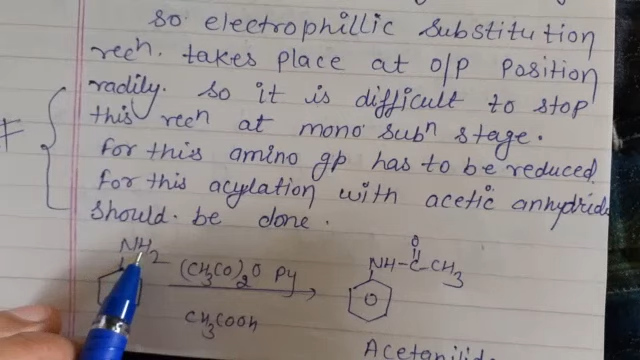 so electrophillic substitution
recn. takes place at o/p position
radily. so it is difficult to stop
this recn at mono subn stage.
for this amino gp has to be reduced.
for this acylation with acetic anhydride
should be done.
NH2
(CH3CO)2O Py
CH3COOH
O
NH-C-CH3
Acetanilide